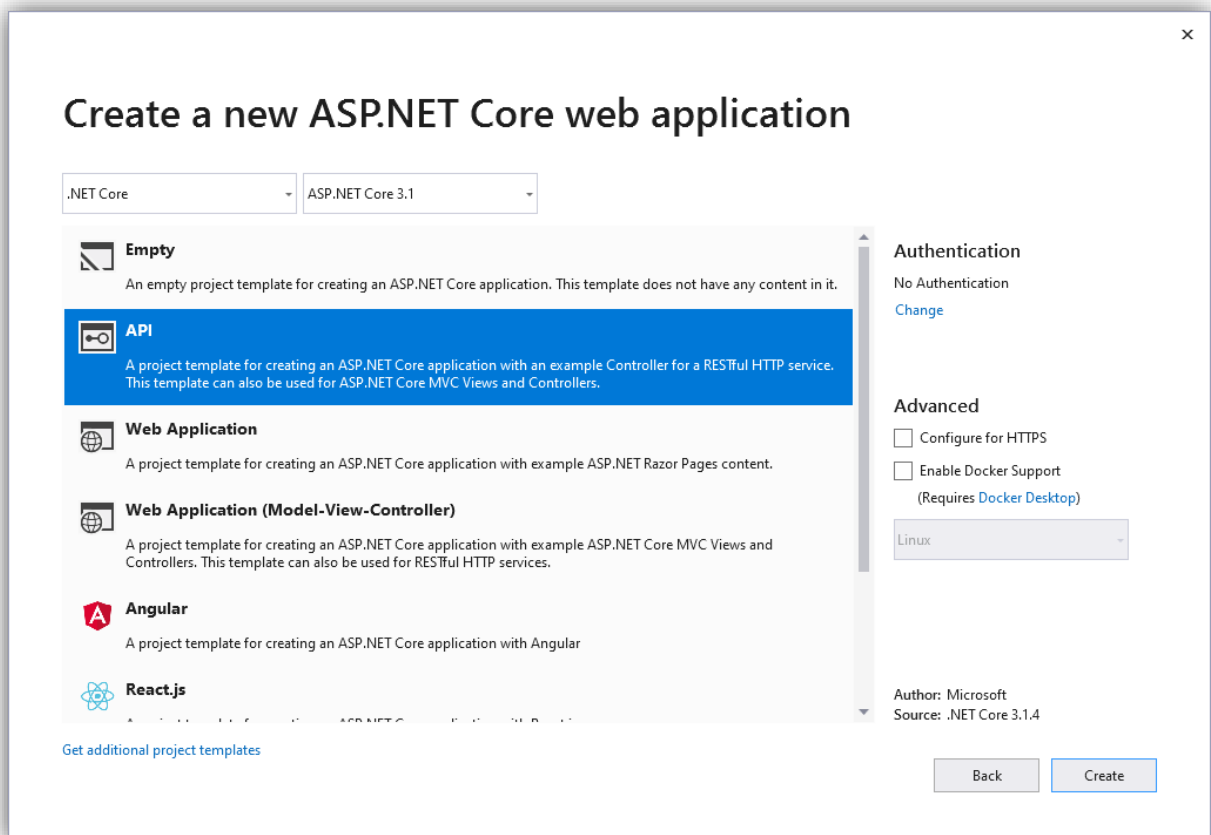 Create a new ASP.NET Core web application
.NET Core
ASP.NET Core 3.1
Empty
An empty project template for creating an ASP.NET Core application. This template does not have any content in it.
API
A project template for creating an ASP.NET Core application with an example Controller for a RESTful HTTP service.
This template can also be used for ASP.NET Core MVC Views and Controllers.
Web Application
A project template for creating an ASP.NET Core application with example ASP.NET Razor Pages content.
Web Application (Model-View-Controller)
A project template for creating an ASP.NET Core application with example ASP.NET Core MVC Views and
Controllers. This template can also be used for RESTful HTTP services.
Angular
A project template for creating an ASP.NET Core application with Angular
React.js
Get additional project templates
Authentication
No Authentication
Change
Advanced
Configure for HTTPS
Enable Docker Support
(Requires Docker Desktop)
Linux
Author: Microsoft
Source: .NET Core 3.1.4
Back
Create